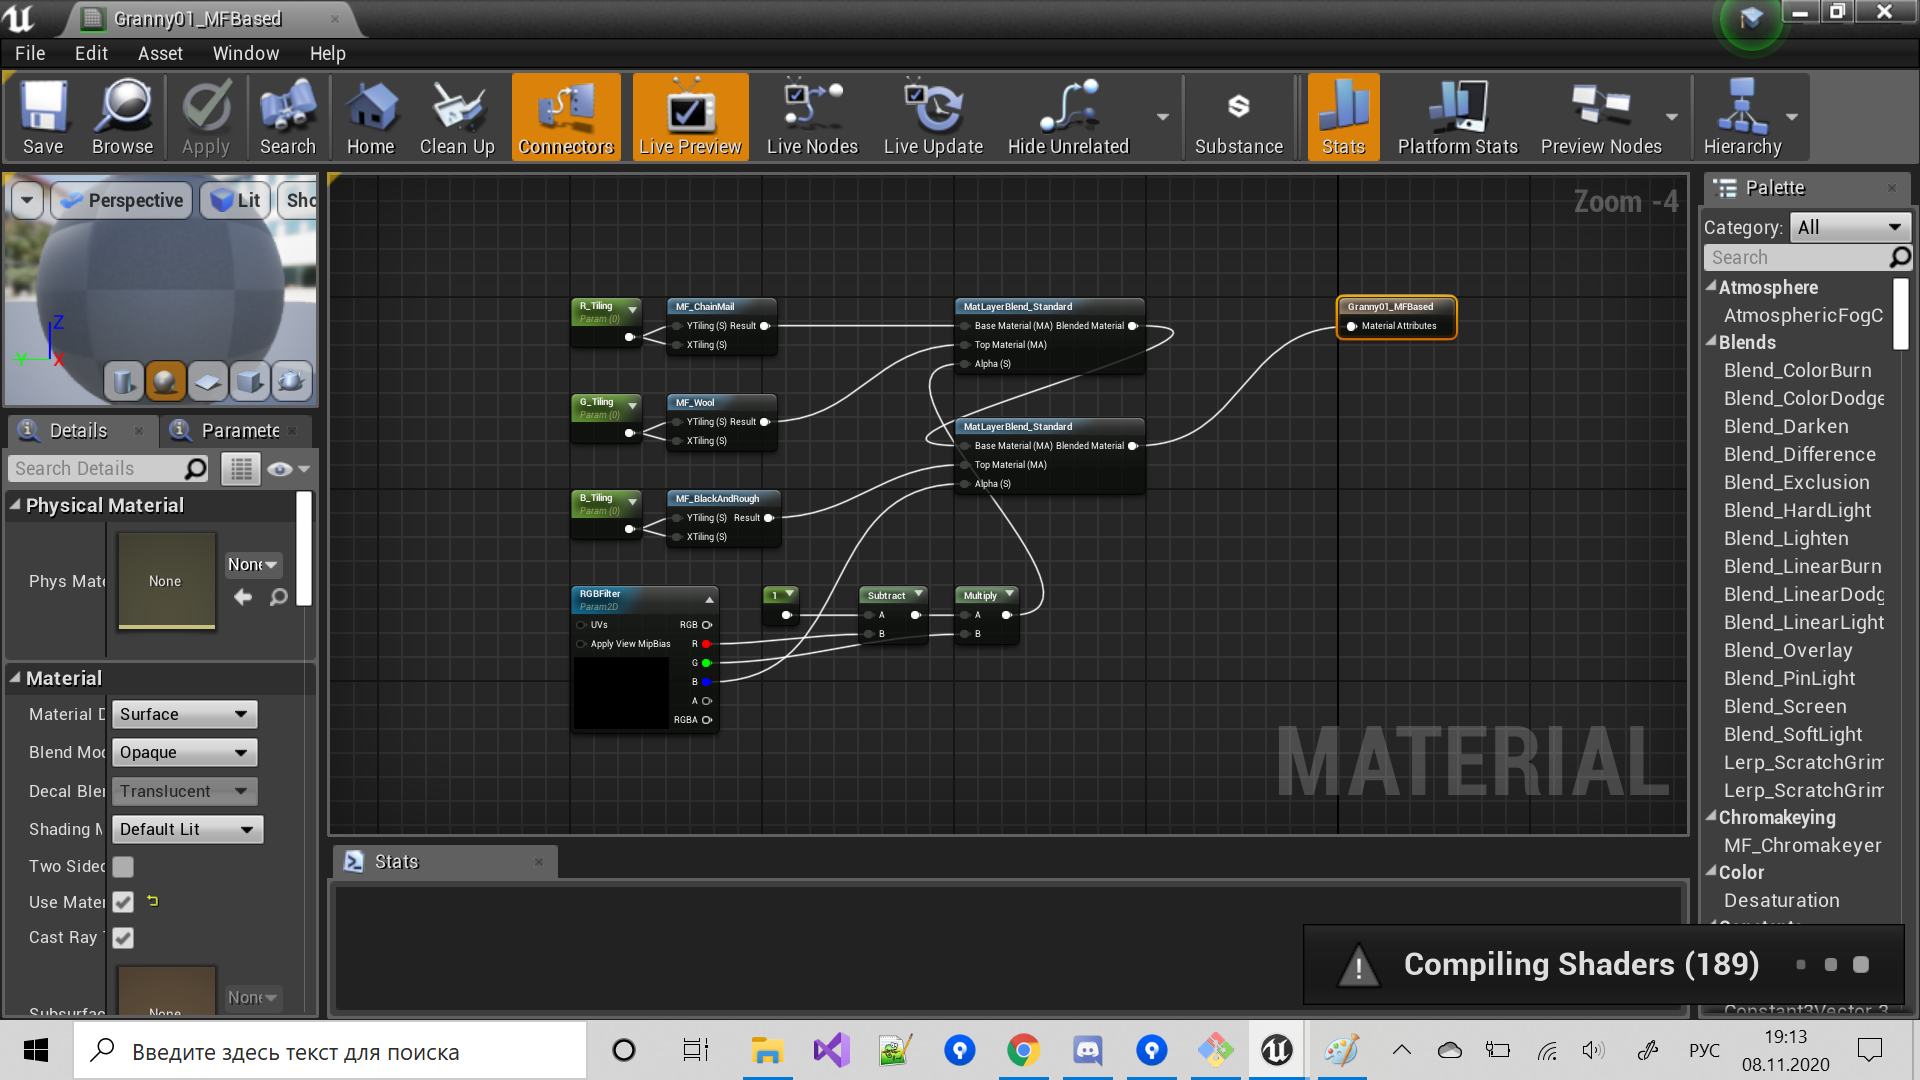 Granny01_MFBased
File Edit Asset Window Help
Save Browse Apply Search Home Clean Up Connectors Live Preview Live Nodes Live Update Hide Unrelated Substance Stats Platform Stats Preview Nodes Hierarchy
Perspective Lit Sho
Z
Y X
Details Paramete
Search Details
Physical Material
Phys Mate None None
Material
Material D Surface
Blend Mod Opaque
Decal Blen Translucent
Shading M Default Lit
Two Sided
Use Mater
Cast Ray T
Subsurfac None None
Zoom -4
R_Tiling
Param (0)
MF_ChainMail
YTiling (S) Result
XTiling (S)
MatLayerBlend_Standard
Base Material (MA) Blended Material
Top Material (MA)
Alpha (S)
Granny01_MFBased
Material Attributes
G_Tiling
Param (0)
MF_Wool
YTiling (S) Result
XTiling (S)
MatLayerBlend_Standard
Base Material (MA) Blended Material
Top Material (MA)
Alpha (S)
B_Tiling
Param (0)
MF_BlackAndRough
YTiling (S) Result
XTiling (S)
RGBFilter
Param2D
UVs RGB
Apply View MipBias R
G
B
A
RGBA
1
Subtract
A
B
Multiply
A
B
MATERIAL
Stats
Palette
Category: All
Search
Atmosphere
AtmosphericFogC
Blends
Blend_ColorBurn
Blend_ColorDodge
Blend_Darken
Blend_Difference
Blend_Exclusion
Blend_HardLight
Blend_Lighten
Blend_LinearBurn
Blend_LinearDodg
Blend_LinearLight
Blend_Overlay
Blend_PinLight
Blend_Screen
Blend_SoftLight
Lerp_ScratchGrim
Lerp_ScratchGrim
Chromakeying
MF_Chromakeyer
Color
Desaturation
Compiling Shaders (189)
Constant3Vector 3
Введите здесь текст для поиска
РУС
19:13
08.11.2020